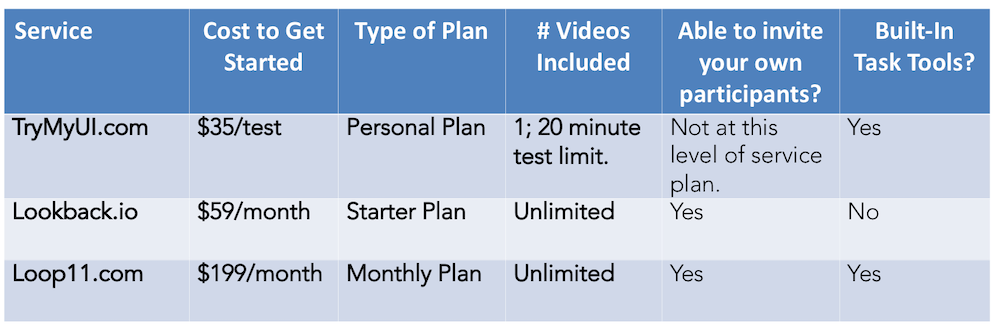 Service
Cost to Get
Started
Type of Plan
# Videos
Included
Able to invite
your own
participants?
Built-In
Task Tools?
TryMyUI.com
$35/test
Personal Plan
1; 20 minute
test limit.
Not at this
level of service
plan.
Yes
Lookback.io
$59/month
Starter Plan
Unlimited
Yes
No
Loop11.com
$199/month
Monthly Plan
Unlimited
Yes
Yes